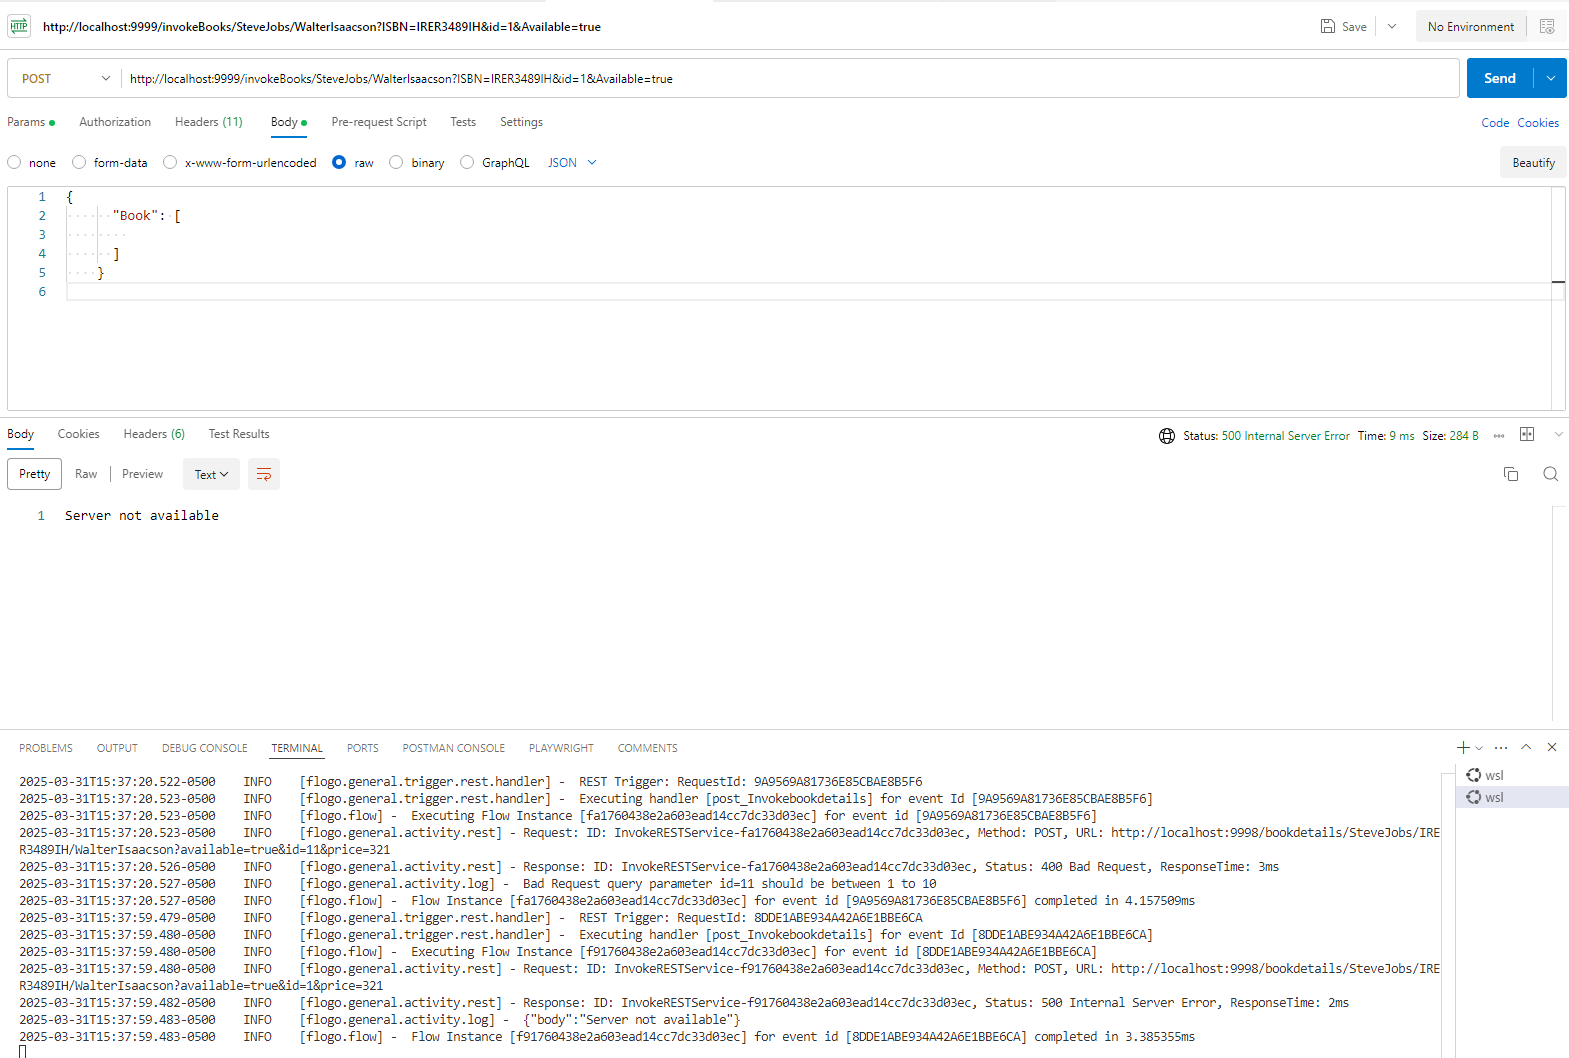 HTTP http://localhost:9999/invokeBooks/SteveJobs/WalterIsaacson?ISBN=IRER3489IH&id=1&Available=true Save No Environment
POST http://localhost:9999/invokeBooks/SteveJobs/WalterIsaacson?ISBN=IRER3489IH&id=1&Available=true Send
Params Authorization Headers (11) Body Pre-request Script Tests Settings Code Cookies
none form-data x-www-form-urlencoded raw binary GraphQL JSON Beautify
1 {
2 "Book": [
3
4 ]
5 }
6
Body Cookies Headers (6) Test Results Status: 500 Internal Server Error Time: 9 ms Size: 284 B
Pretty Raw Preview Text
1 Server not available
PROBLEMS OUTPUT DEBUG CONSOLE TERMINAL PORTS POSTMAN CONSOLE PLAYWRIGHT COMMENTS
wsl
wsl
2025-03-31T15:37:20.522-0500 INFO [flogo.general.trigger.rest.handler] - REST Trigger: RequestId: 9A9569A81736E85CBAE8B5F6
2025-03-31T15:37:20.523-0500 INFO [flogo.general.trigger.rest.handler] - Executing handler [post_Invokebookdetails] for event Id [9A9569A81736E85CBAE8B5F6]
2025-03-31T15:37:20.523-0500 INFO [flogo.flow] - Executing Flow Instance [fa1760438e2a603ead14cc7dc33d03ec] for event id [9A9569A81736E85CBAE8B5F6]
2025-03-31T15:37:20.523-0500 INFO [flogo.general.activity.rest] - Request: ID: InvokeRESTService-fa1760438e2a603ead14cc7dc33d03ec, Method: POST, URL: http://localhost:9998/bookdetails/SteveJobs/IRE
R3489IH/WalterIsaacson?available=true&id=11&price=321
2025-03-31T15:37:20.526-0500 INFO [flogo.general.activity.rest] - Response: ID: InvokeRESTService-fa1760438e2a603ead14cc7dc33d03ec, Status: 400 Bad Request, ResponseTime: 3ms
2025-03-31T15:37:20.527-0500 INFO [flogo.general.activity.log] - Bad Request query parameter id=11 should be between 1 to 10
2025-03-31T15:37:20.527-0500 INFO [flogo.flow] - Flow Instance [fa1760438e2a603ead14cc7dc33d03ec] for event id [9A9569A81736E85CBAE8B5F6] completed in 4.157509ms
2025-03-31T15:37:59.479-0500 INFO [flogo.general.trigger.rest.handler] - REST Trigger: RequestId: 8DDE1ABE934A42A6E1BBE6CA
2025-03-31T15:37:59.480-0500 INFO [flogo.general.trigger.rest.handler] - Executing handler [post_Invokebookdetails] for event Id [8DDE1ABE934A42A6E1BBE6CA]
2025-03-31T15:37:59.480-0500 INFO [flogo.flow] - Executing Flow Instance [f91760438e2a603ead14cc7dc33d03ec] for event id [8DDE1ABE934A42A6E1BBE6CA]
2025-03-31T15:37:59.480-0500 INFO [flogo.general.activity.rest] - Request: ID: InvokeRESTService-f91760438e2a603ead14cc7dc33d03ec, Method: POST, URL: http://localhost:9998/bookdetails/SteveJobs/IRE
R3489IH/WalterIsaacson?available=true&id=1&price=321
2025-03-31T15:37:59.482-0500 INFO [flogo.general.activity.rest] - Response: ID: InvokeRESTService-f91760438e2a603ead14cc7dc33d03ec, Status: 500 Internal Server Error, ResponseTime: 2ms
2025-03-31T15:37:59.483-0500 INFO [flogo.general.activity.log] - {"body":"Server not available"}
2025-03-31T15:37:59.483-0500 INFO [flogo.flow] - Flow Instance [f91760438e2a603ead14cc7dc33d03ec] for event id [8DDE1ABE934A42A6E1BBE6CA] completed in 3.385355ms